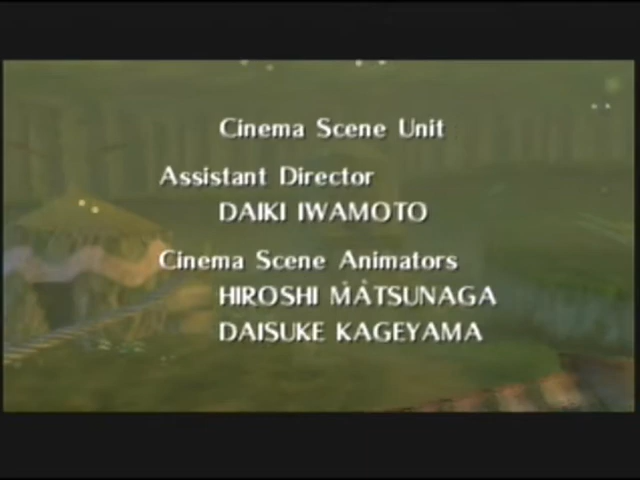 Cinema Scene Unit
Assistant Director
DAIKI IWAMOTO
Cinema Scene Animators
HIROSHI MATSUNAGA
DAISUKE KAGEYAMA